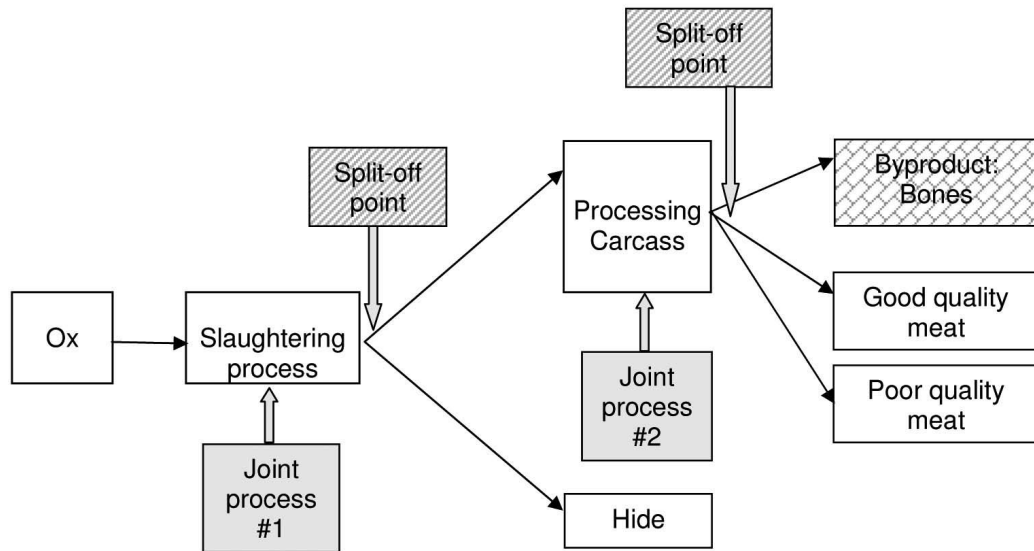 Split-off
point
Split-off
point
Byproduct:
Bones
Processing
Carcass
Good quality
meat
Ox
Slaughtering
process
Joint
process
#2
Poor quality
meat
Joint
process
#1
Hide